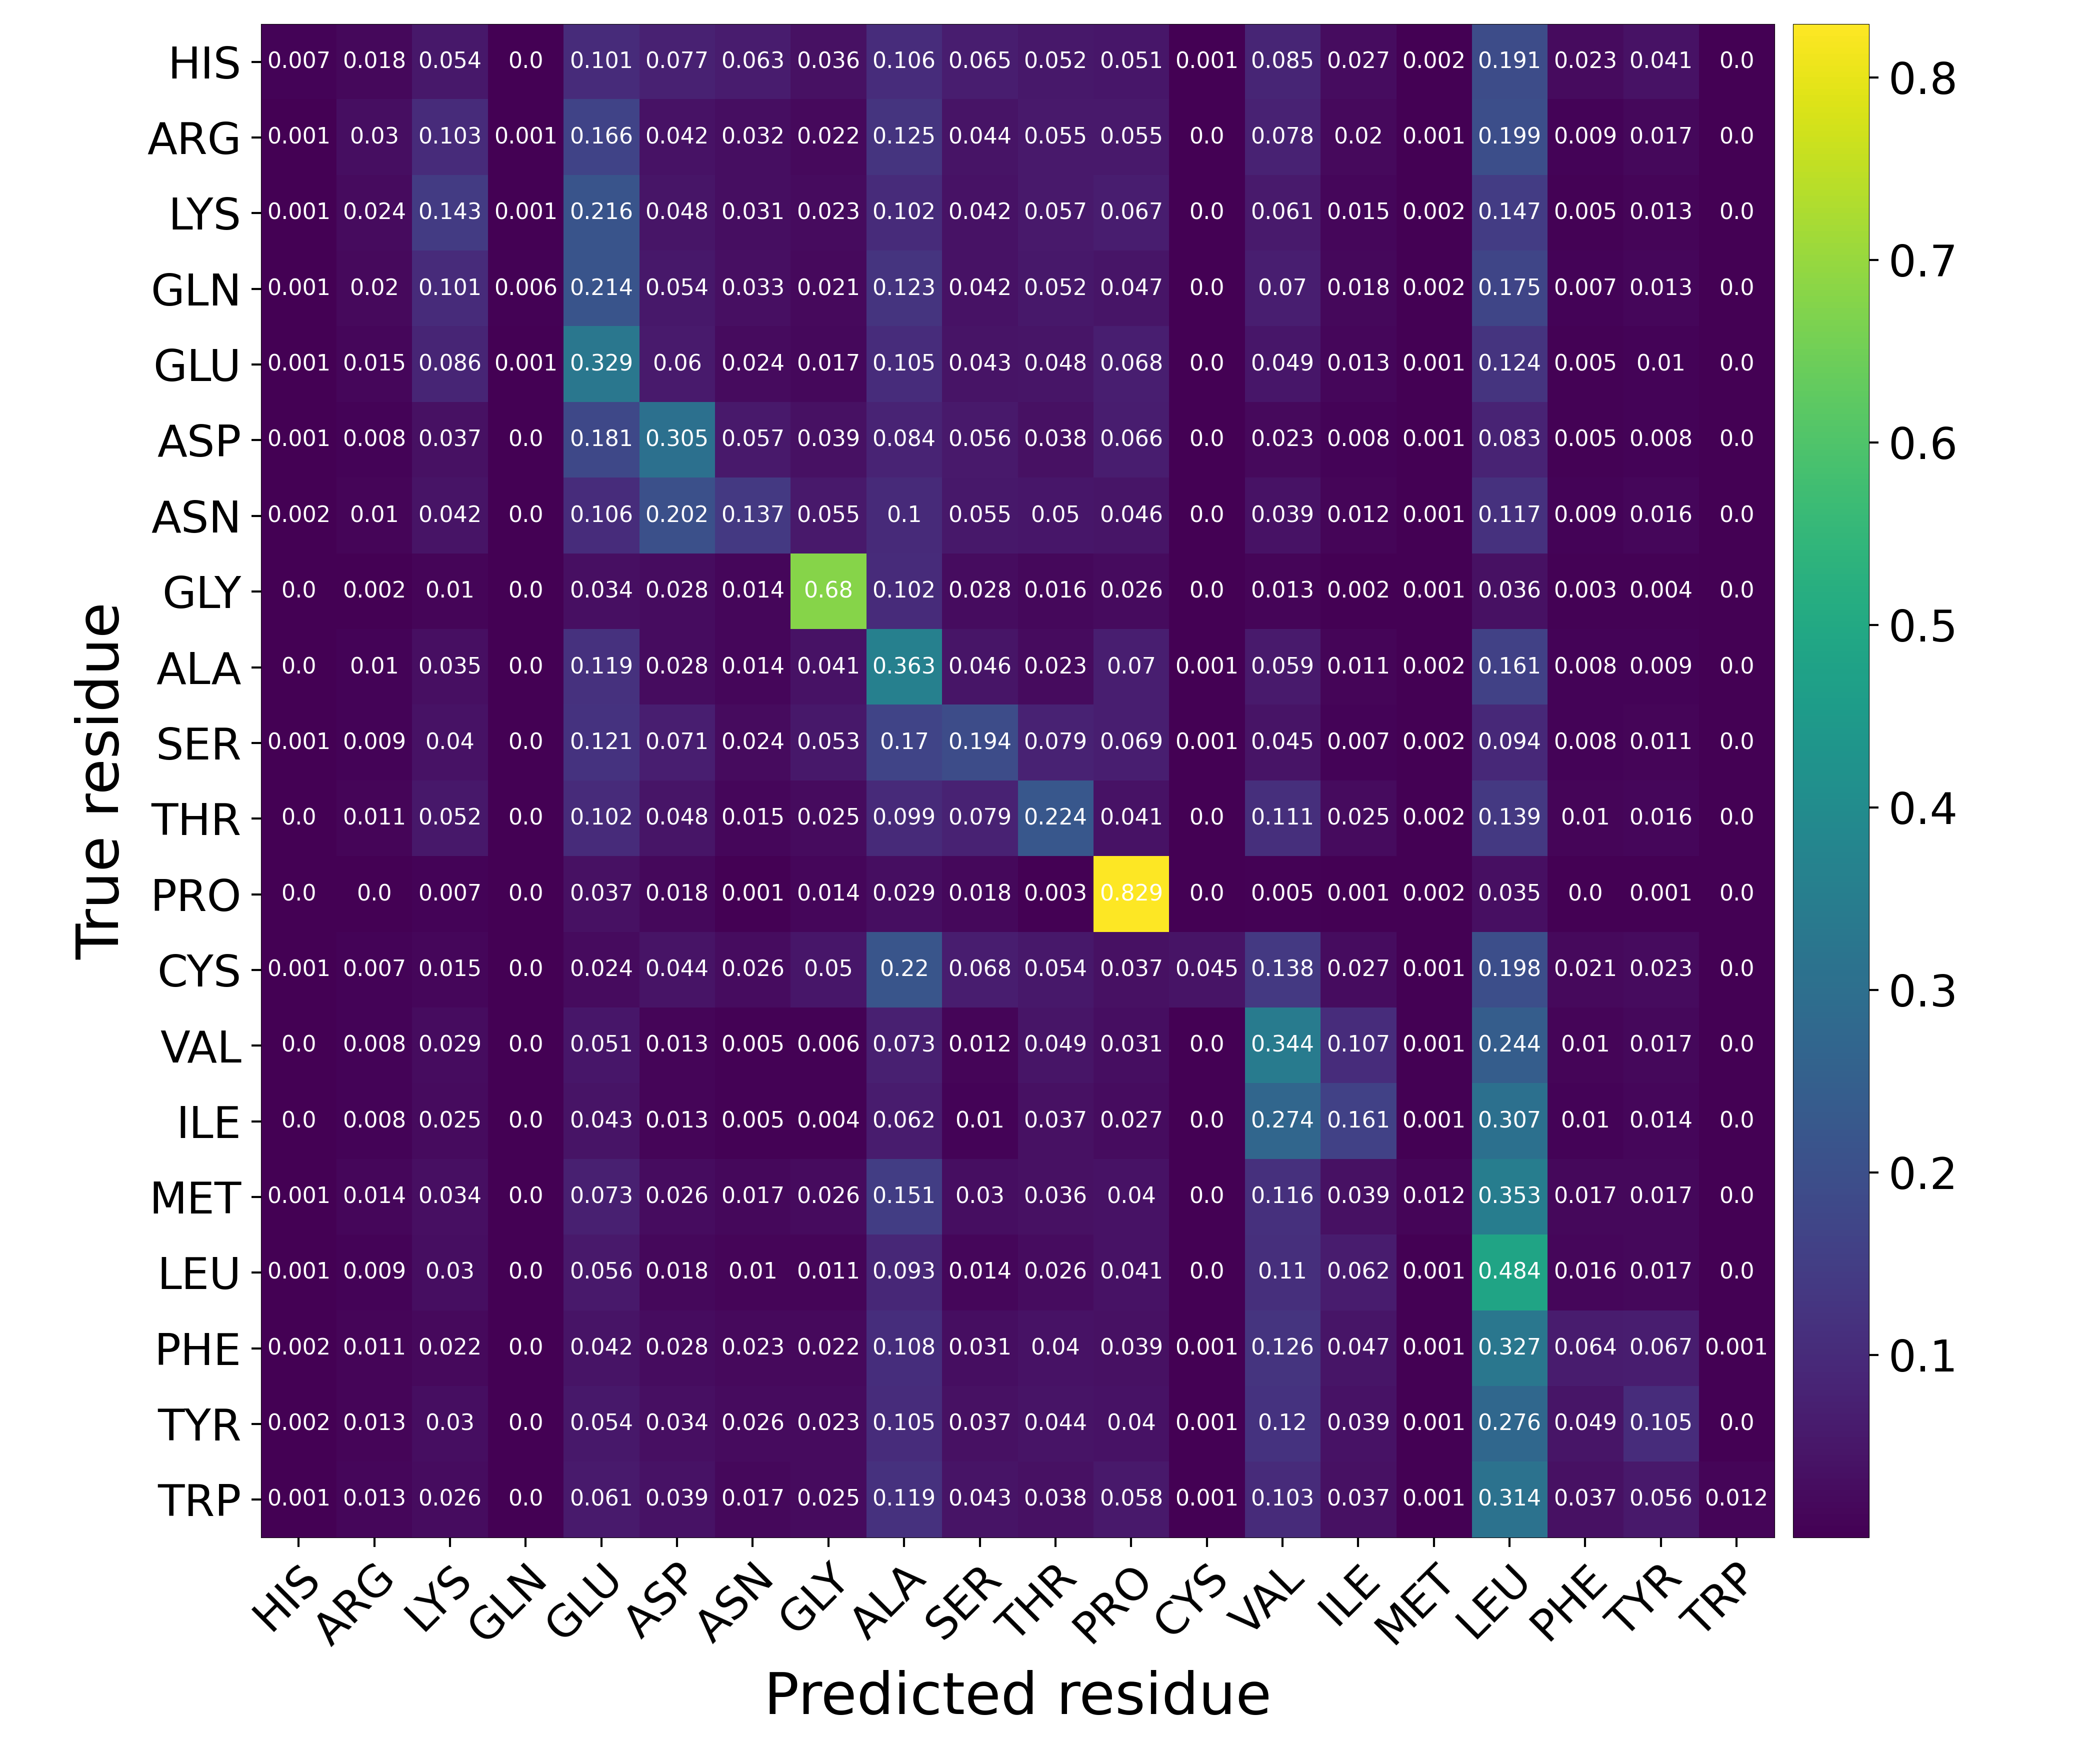 HIS 0.007 0.018 0.054 0.0 0.101 0.077 0.063 0.036 0.106 0.065 0.052 0.051 0.001 0.085 0.027 0.002 0.191 0.023 0.041 0.0
ARG 0.001 0.03 0.103 0.001 0.166 0.042 0.032 0.022 0.125 0.044 0.055 0.055 0.0 0.078 0.02 0.001 0.199 0.009 0.017 0.0
LYS 0.001 0.024 0.143 0.001 0.216 0.048 0.031 0.023 0.102 0.042 0.057 0.067 0.0 0.061 0.015 0.002 0.147 0.005 0.013 0.0
GLN 0.001 0.02 0.101 0.006 0.214 0.054 0.033 0.021 0.123 0.042 0.052 0.047 0.0 0.07 0.018 0.002 0.175 0.007 0.013 0.0
GLU 0.001 0.015 0.086 0.001 0.329 0.06 0.024 0.017 0.105 0.043 0.048 0.068 0.0 0.049 0.013 0.001 0.124 0.005 0.01 0.0
ASP 0.001 0.008 0.037 0.0 0.181 0.305 0.057 0.039 0.084 0.056 0.038 0.066 0.0 0.023 0.008 0.001 0.083 0.005 0.008 0.0
ASN 0.002 0.01 0.042 0.0 0.106 0.202 0.137 0.055 0.1 0.055 0.05 0.046 0.0 0.039 0.012 0.001 0.117 0.009 0.016 0.0
GLY 0.0 0.002 0.01 0.0 0.034 0.028 0.014 0.68 0.102 0.028 0.016 0.026 0.0 0.013 0.002 0.001 0.036 0.003 0.004 0.0
ALA 0.0 0.01 0.035 0.0 0.119 0.028 0.014 0.041 0.363 0.046 0.023 0.07 0.001 0.059 0.011 0.002 0.161 0.008 0.009 0.0
SER 0.001 0.009 0.04 0.0 0.121 0.071 0.024 0.053 0.17 0.194 0.079 0.069 0.001 0.045 0.007 0.002 0.094 0.008 0.011 0.0
THR 0.0 0.011 0.052 0.0 0.102 0.048 0.015 0.025 0.099 0.079 0.224 0.041 0.0 0.111 0.025 0.002 0.139 0.01 0.016 0.0
PRO 0.0 0.0 0.007 0.0 0.037 0.018 0.001 0.014 0.029 0.018 0.003 0.829 0.0 0.005 0.001 0.002 0.035 0.0 0.001 0.0
CYS 0.001 0.007 0.015 0.0 0.024 0.044 0.026 0.05 0.22 0.068 0.054 0.037 0.045 0.138 0.027 0.001 0.198 0.021 0.023 0.0
VAL 0.0 0.008 0.029 0.0 0.051 0.013 0.005 0.006 0.073 0.012 0.049 0.031 0.0 0.344 0.107 0.001 0.244 0.01 0.017 0.0
ILE 0.0 0.008 0.025 0.0 0.043 0.013 0.005 0.004 0.062 0.01 0.037 0.027 0.0 0.274 0.161 0.001 0.307 0.01 0.014 0.0
MET 0.001 0.014 0.034 0.0 0.073 0.026 0.017 0.026 0.151 0.03 0.036 0.04 0.0 0.116 0.039 0.012 0.353 0.017 0.017 0.0
LEU 0.001 0.009 0.03 0.0 0.056 0.018 0.01 0.011 0.093 0.014 0.026 0.041 0.0 0.11 0.062 0.001 0.484 0.016 0.017 0.0
PHE 0.002 0.011 0.022 0.0 0.042 0.028 0.023 0.022 0.108 0.031 0.04 0.039 0.001 0.126 0.047 0.001 0.327 0.064 0.067 0.001
TYR 0.002 0.013 0.03 0.0 0.054 0.034 0.026 0.023 0.105 0.037 0.044 0.04 0.001 0.12 0.039 0.001 0.276 0.049 0.105 0.0
TRP 0.001 0.013 0.026 0.0 0.061 0.039 0.017 0.025 0.119 0.043 0.038 0.058 0.001 0.103 0.037 0.001 0.314 0.037 0.056 0.012
HIS ARG LYS GLN GLU ASP ASN GLY ALA SER THR PRO CYS VAL ILE MET LEU PHE TYR TRP
Predicted residue
True residue
0.8
0.7
0.6
0.5
0.4
0.3
0.2
0.1